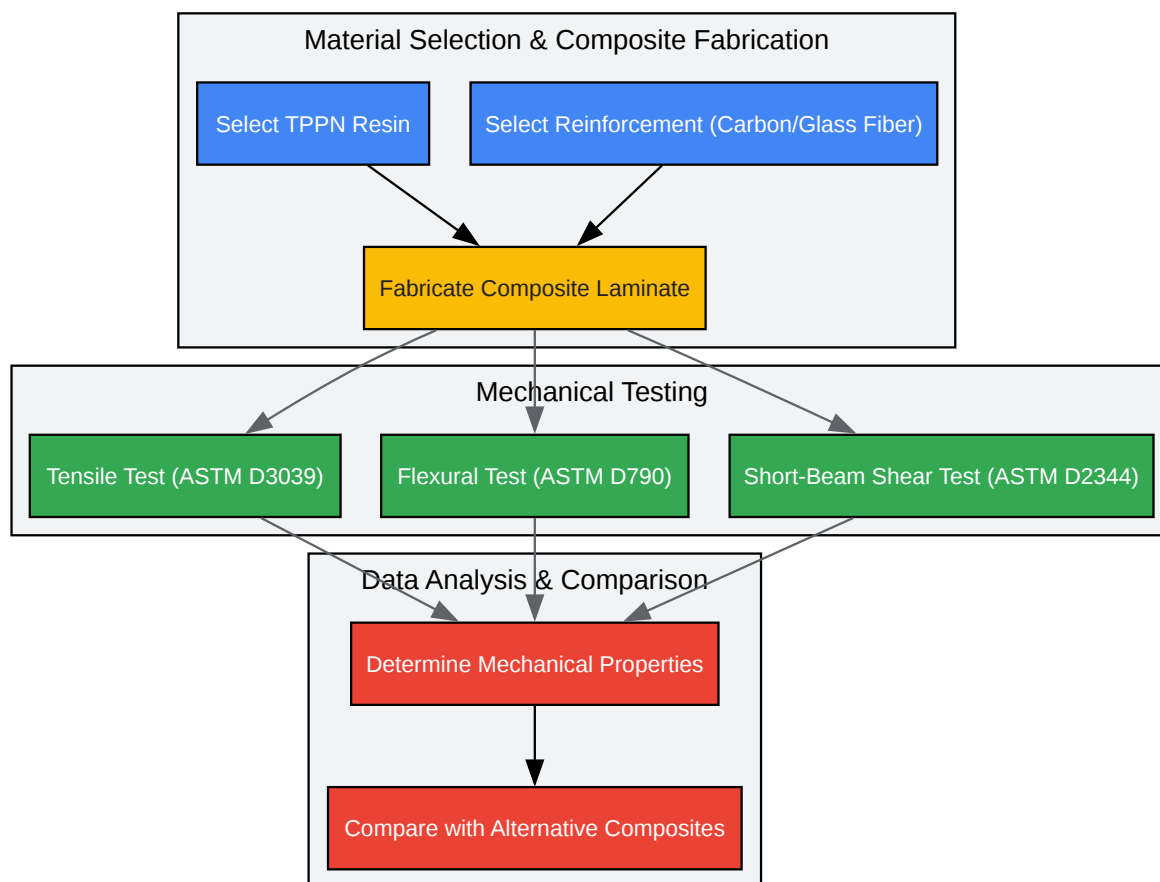 Material Selection & Composite Fabrication
Select TPPN Resin
Select Reinforcement (Carbon/Glass Fiber)
Fabricate Composite Laminate
Mechanical Testing
Tensile Test (ASTM D3039)
Flexural Test (ASTM D790)
Short-Beam Shear Test (ASTM D2344)
Data Analysis & Comparison
Determine Mechanical Properties
Compare with Alternative Composites